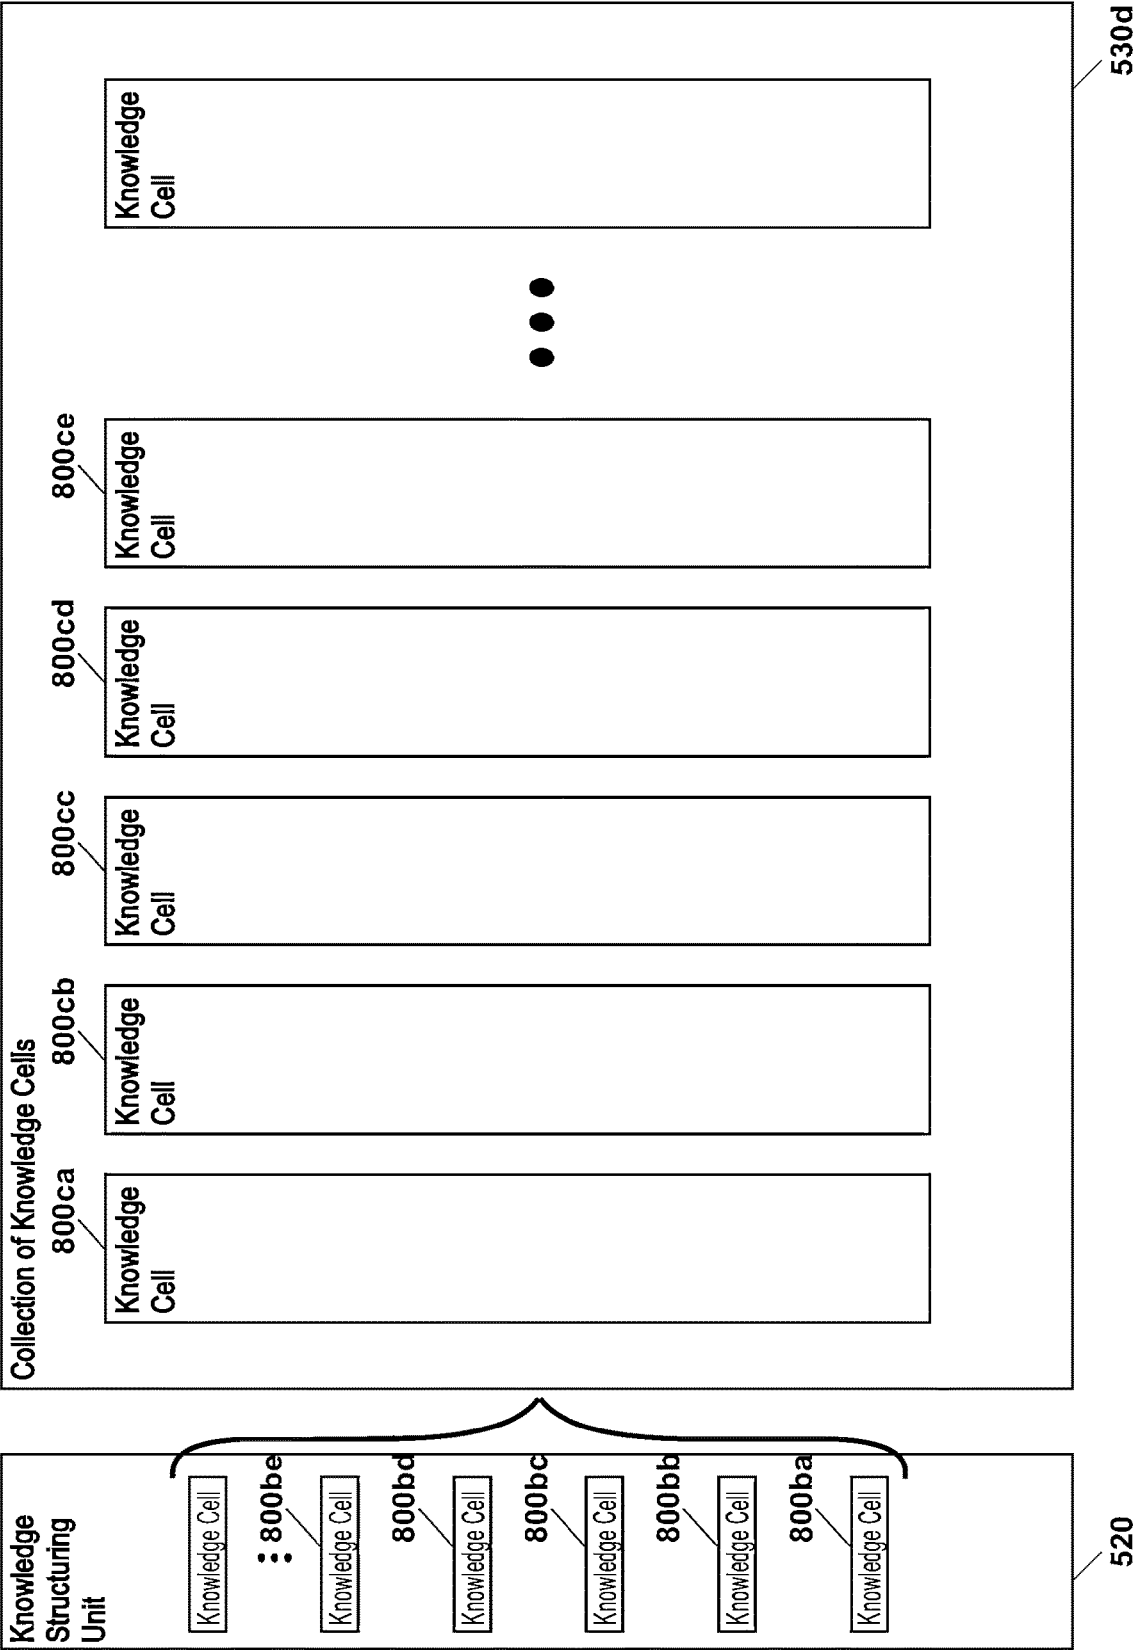 Knowledge
Structuring
Unit
Knowledge Cell
800be
Knowledge Cell
800bd
Knowledge Cell
800bc
Knowledge Cell
800bb
Knowledge Cell
800ba
Knowledge Cell
520
Collection of Knowledge Cells
800ca
Knowledge
Cell
800cb
Knowledge
Cell
800cc
Knowledge
Cell
800cd
Knowledge
Cell
800ce
Knowledge
Cell
Knowledge
Cell
530d